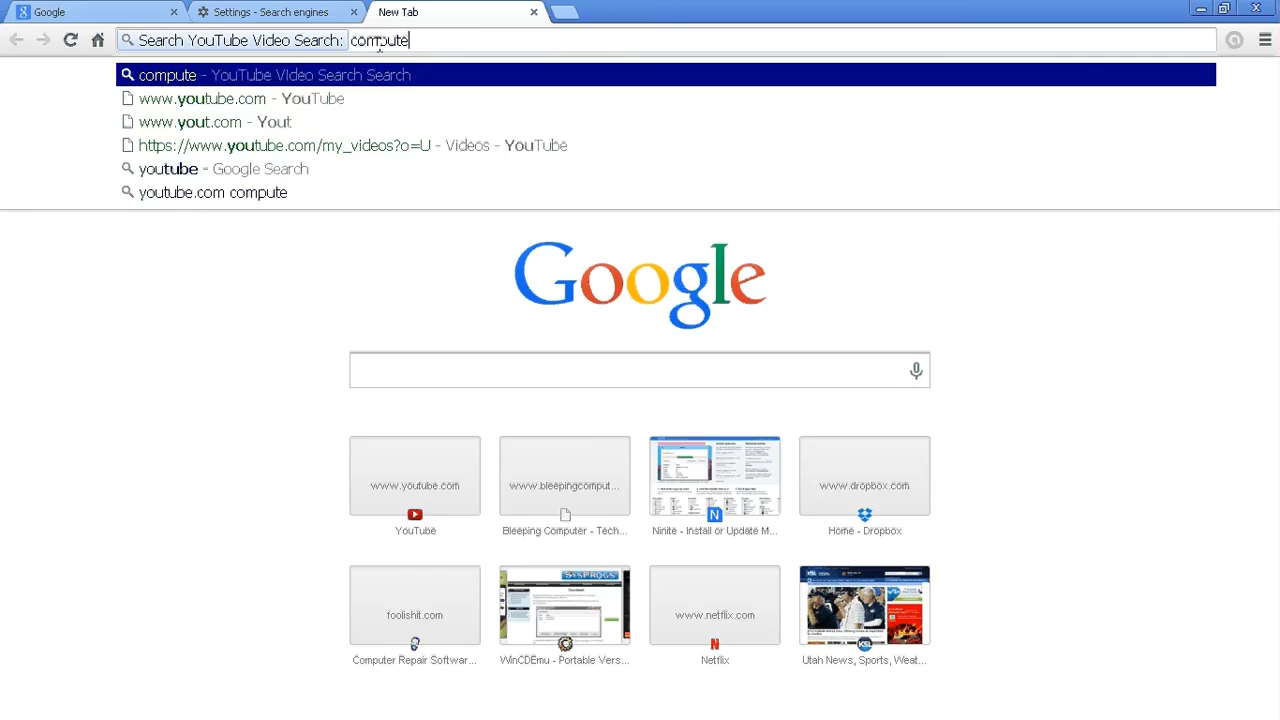 Google
Settings - Search engines
New Tab
Search YouTube Video Search: compute
compute - YouTube Video Search Search
www.youtube.com - YouTube
www.yout.com - Yout
https://www.youtube.com/my_videos?o=U - Videos - YouTube
youtube - Google Search
youtube.com compute
Google
www.youtube.com
www.bleepingcomput...
www.dropbox.com
YouTube
Bleeping Computer - Tech...
Ninite - Install or Update M...
Home - Dropbox
foolishit.com
SYSPROGS
www.netflix.com
Computer Repair Softwar...
WinCDEmu - Portable Vers...
Netflix
Utah News, Sports, Weat...